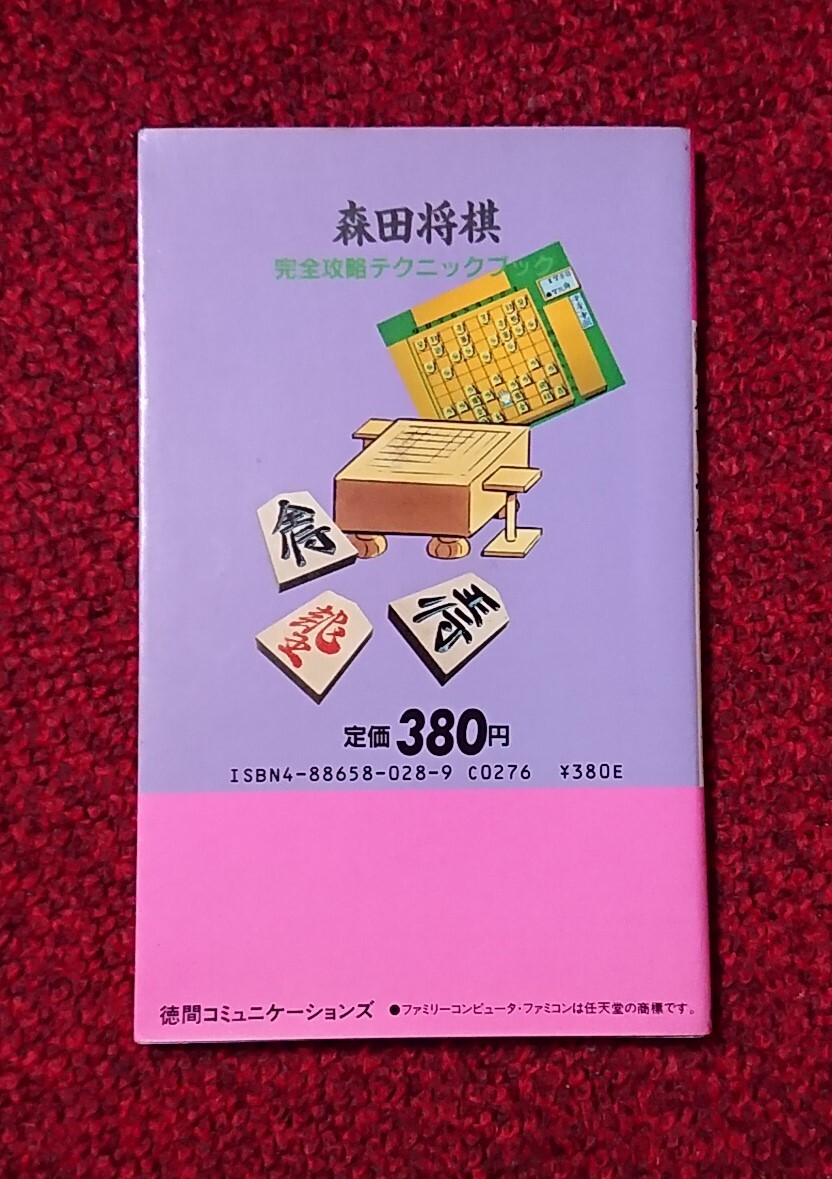 森田将棋
完全攻略テクニックブック
定価380円
ISBN4-88658-028-9 C0276 ¥380E
徳間コミュニケーションズ ●ファミリーコンピュータ・ファミコンは任天堂の商標です。